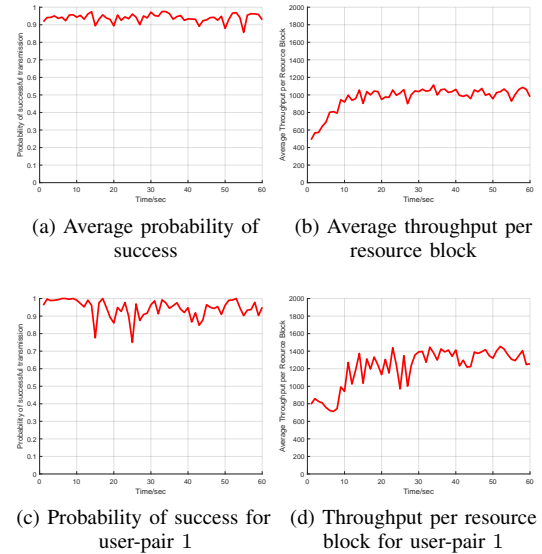 1
0.9
0.8
0.7
0.6
0.5
0.4
0.3
0.2
0.1
0
Probability of successful transmission
0 10 20 30 40 50 60
Time/sec
2000
1800
1600
1400
1200
1000
800
600
400
200
0
Average Throughput per Reource Block
0 10 20 30 40 50 60
Time/sec
(a) Average probability of
success
(b) Average throughput per
resource block
1
0.9
0.8
0.7
0.6
0.5
0.4
0.3
0.2
0.1
0
Probability of successful transmission
0 10 20 30 40 50 60
Time/sec
2000
1800
1600
1400
1200
1000
800
600
400
200
0
Average Throughput per Resource Block
0 10 20 30 40 50 60
Time/sec
(c) Probability of success for
user-pair 1
(d) Throughput per resource
block for user-pair 1